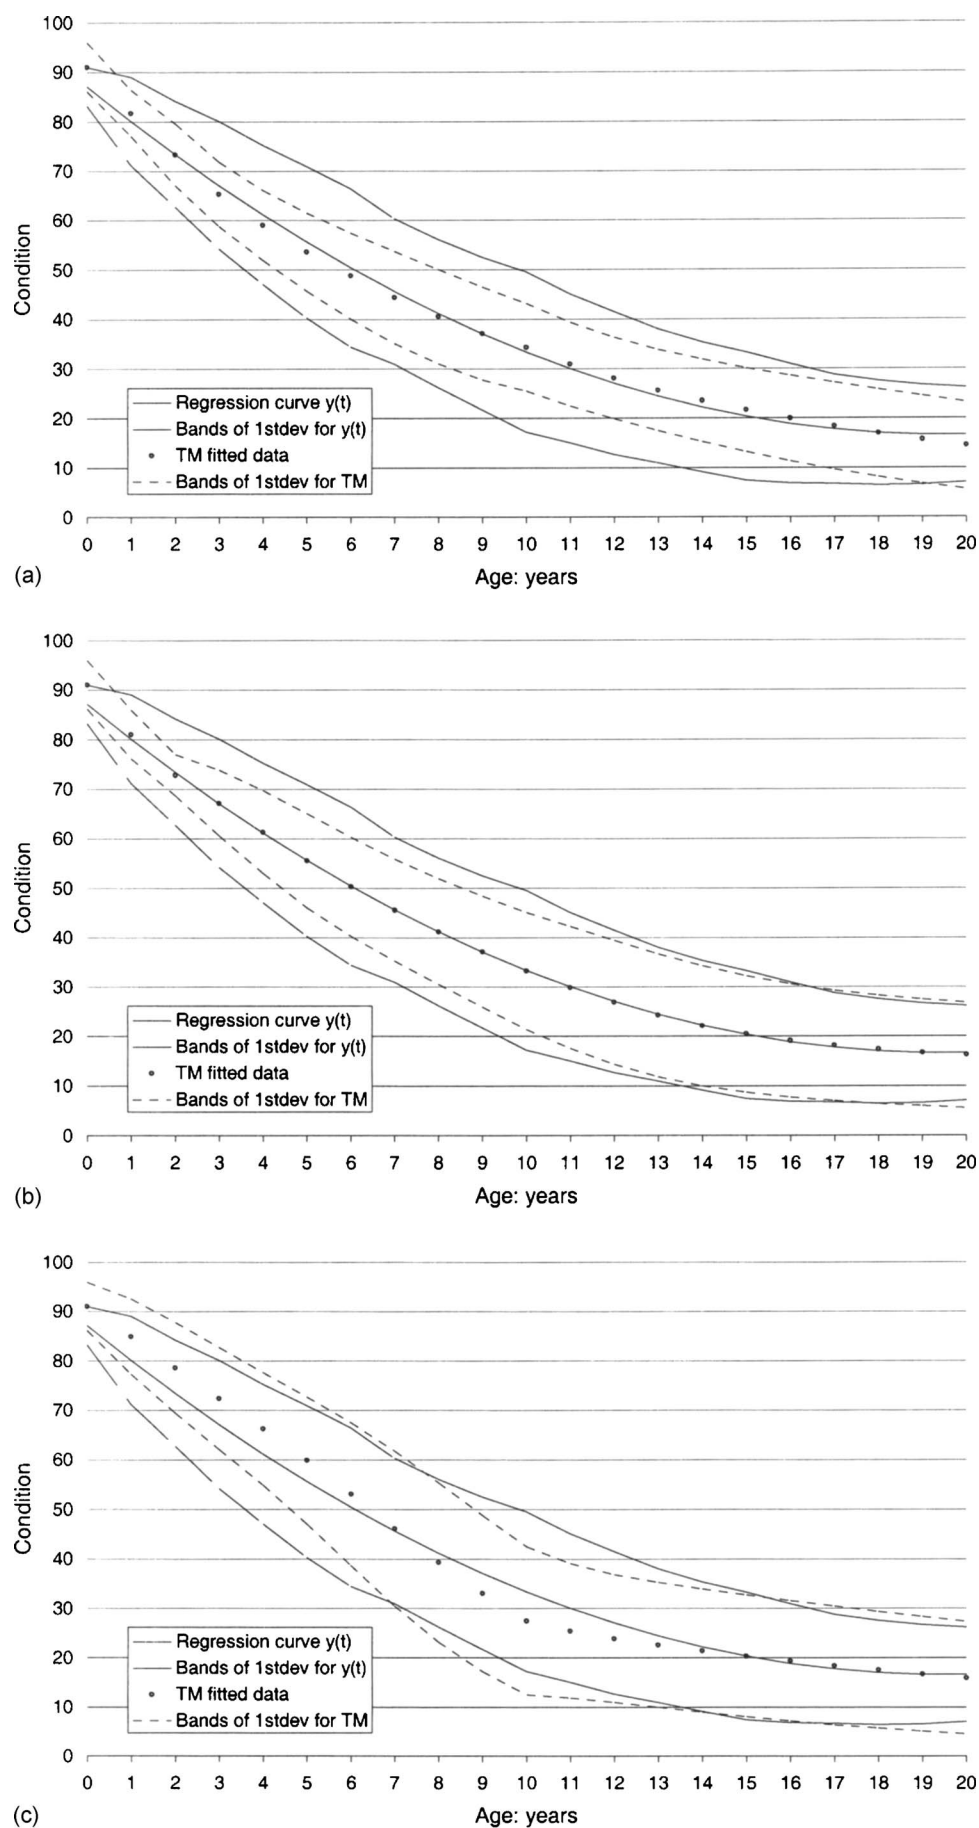 100
90
80
70
60
50
40
30
20
10
0
Condition
Regression curve y(t)
Bands of 1stdev for y(t)
TM fitted data
Bands of 1stdev for TM
0 1 2 3 4 5 6 7 8 9 10 11 12 13 14 15 16 17 18 19 20
(a)
Age: years
100
90
80
70
60
50
40
30
20
10
0
Condition
Regression curve y(t)
Bands of 1stdev for y(t)
TM fitted data
Bands of 1stdev for TM
0 1 2 3 4 5 6 7 8 9 10 11 12 13 14 15 16 17 18 19 20
(b)
Age: years
100
90
80
70
60
50
40
30
20
10
0
Condition
Regression curve y(t)
Bands of 1stdev for y(t)
TM fitted data
Bands of 1stdev for TM
0 1 2 3 4 5 6 7 8 9 10 11 12 13 14 15 16 17 18 19 20
(c)
Age: years